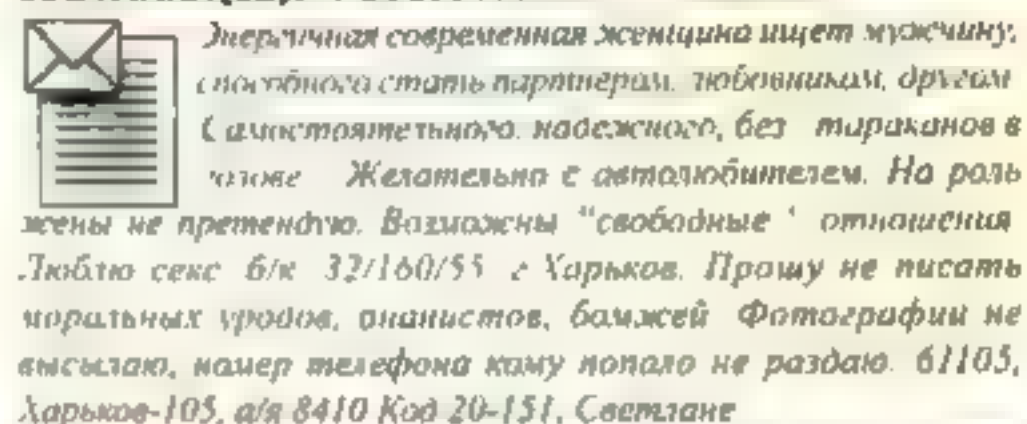 Энергичная современная женщина ищет мужчину,
способного стать партнером, любовником, другом
Самостоятельного, надежного, без тараканов в
голове Желательно с автолюбителем. На роль
жены не претендую. Возможны "свободные" отношения
Люблю секс б/к 32/160/55 г Харьков. Прошу не писать
моральных уродов, онанистов, бомжей Фотографии не
высылаю, номер телефона кому попало не раздаю. 61105,
Харьков-105, а/я 8410 Код 20-151, Светлане